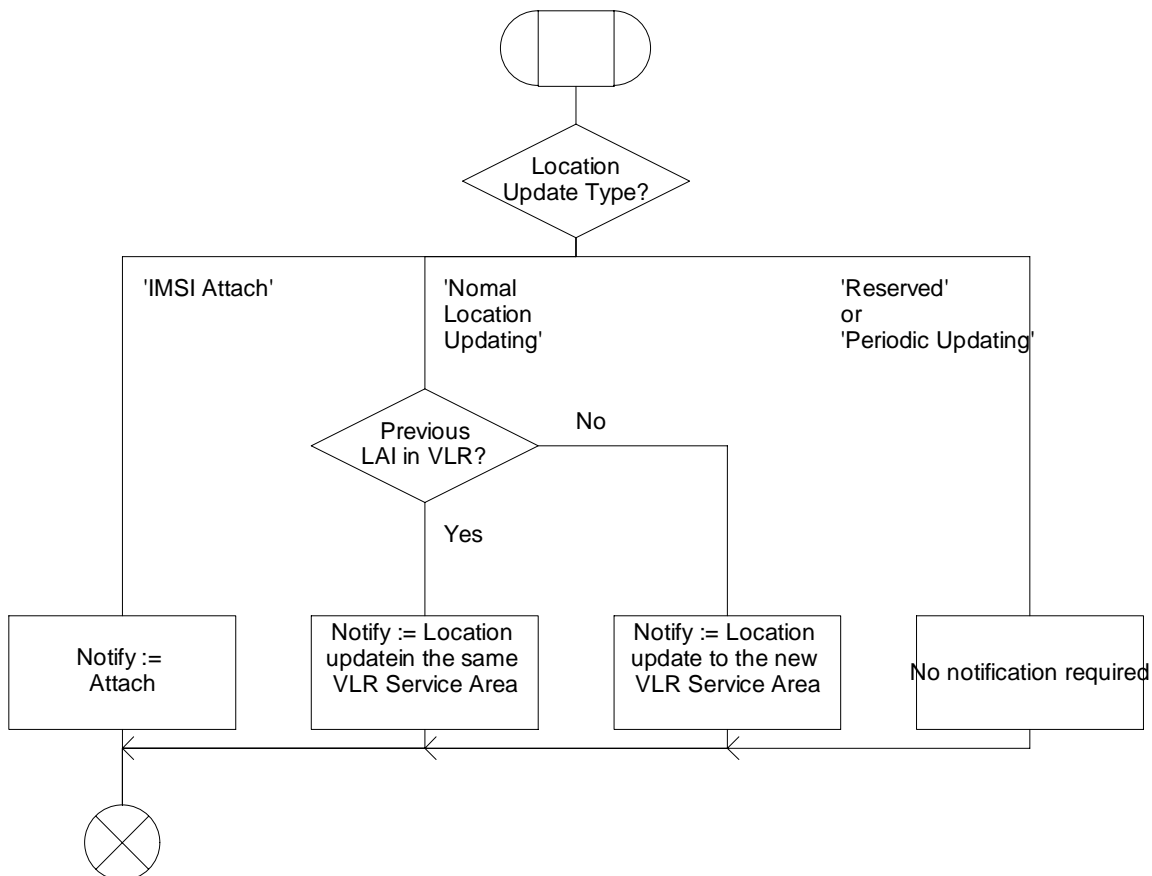 Location
Update Type?
'IMSI Attach'
'Nomal
Location
Updating'
'Reserved'
or
'Periodic Updating'
Previous
LAI in VLR?
No
Yes
Notify :=
Attach
Notify := Location
updatein the same
VLR Service Area
Notify := Location
update to the new
VLR Service Area
No notification required